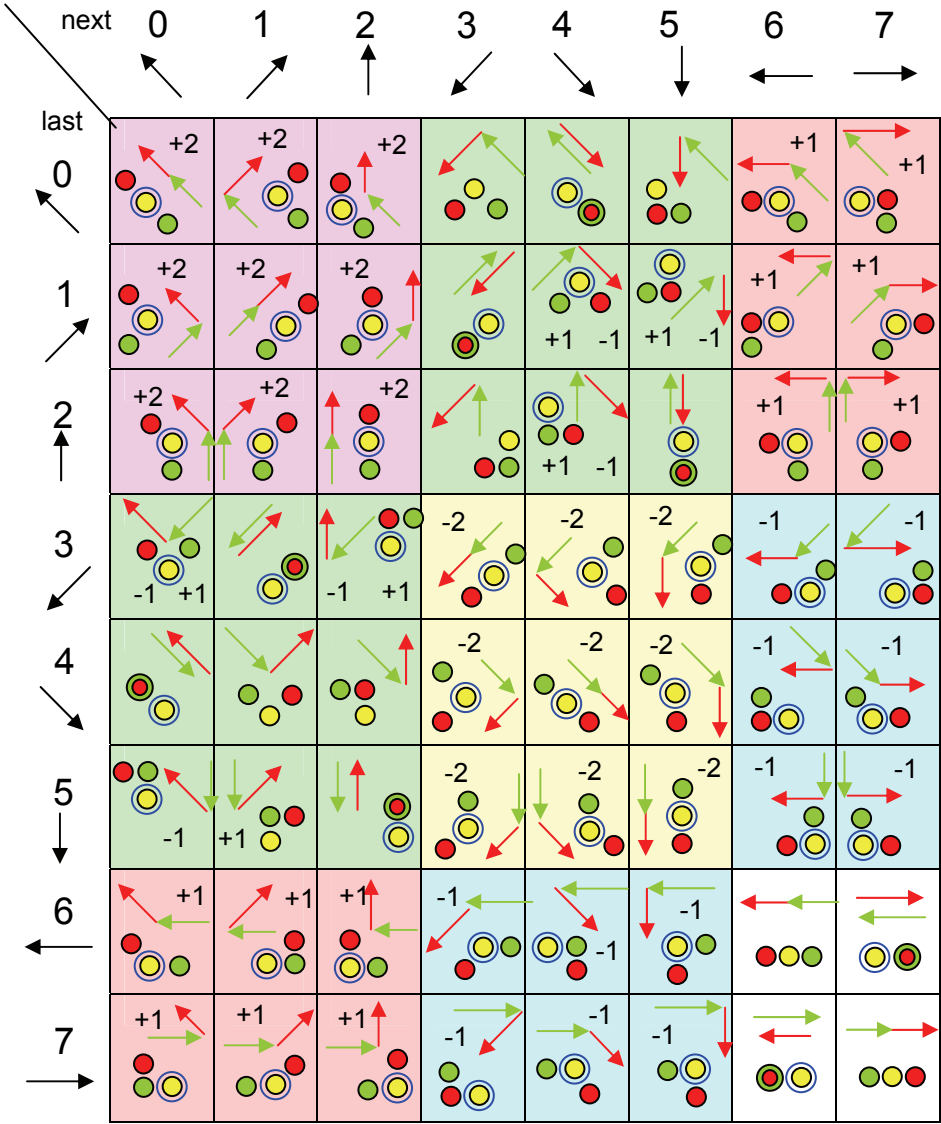 next 0 1 2 3 4 5 6 7
last
0 +2 +2 +2 +1 +1
1 +2 +2 +2 +1 -1 +1 -1 +1 +1
2 +2 +2 +2 +1 -1 +1 +1
3 -1 +1 -1 +1 -2 -2 -2 -1 -1
4 -2 -2 -2 -1 -1
5 -1 +1 -2 -2 -2 -1 -1
6 +1 +1 +1 -1 -1 -1
7 +1 +1 +1 -1 -1 -1